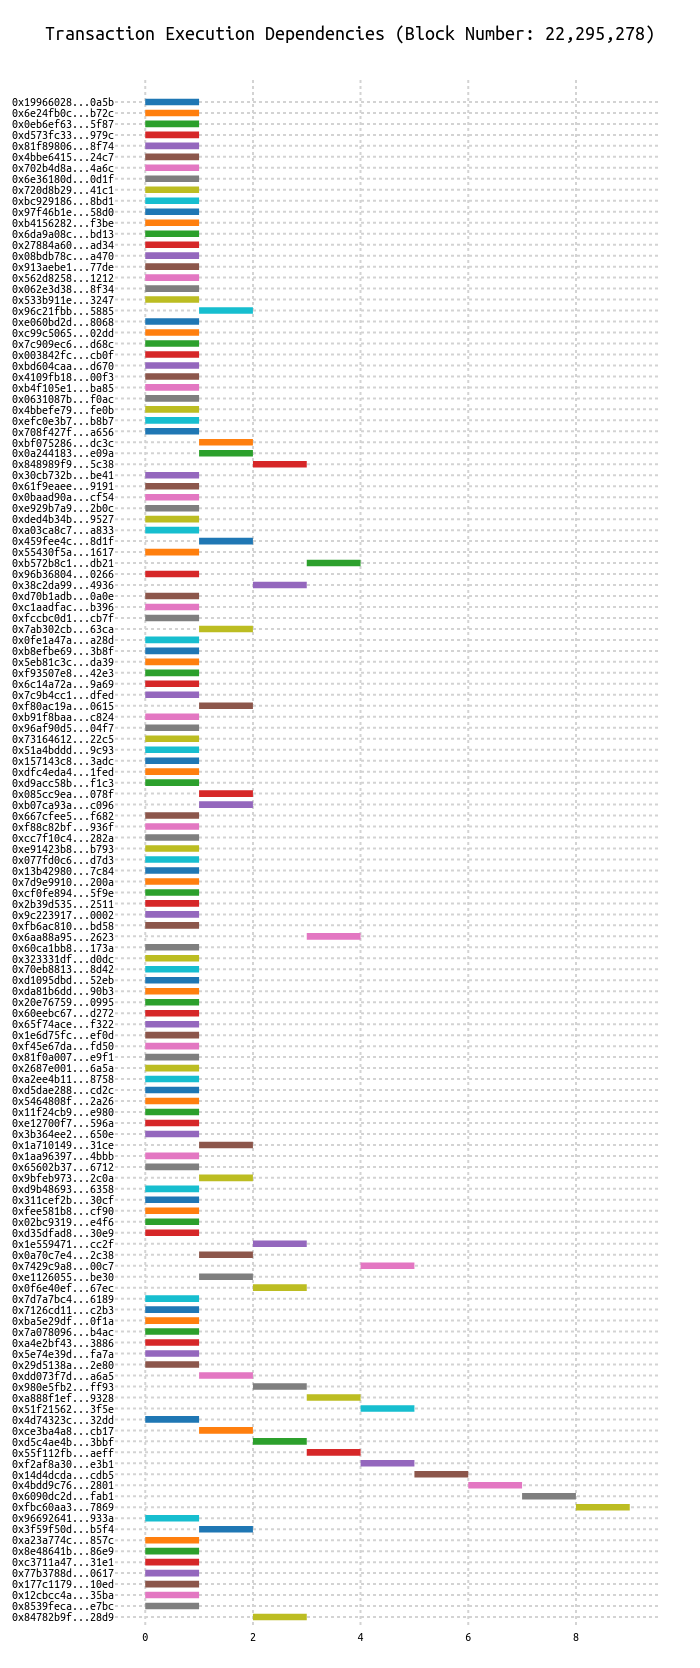 Transaction Execution Dependencies (Block Number: 22,295,278)
0x19966028...0a5b
0x6e24fb0c...b72c
0x0eb6ef63...5f87
0xd573fc33...979c
0x81f89806...8f74
0x4bbe6415...24c7
0x702b4d8a...4a6c
0x6e36180d...0d1f
0x720d8b29...41c1
0xbc929186...8bd1
0x97f46b1e...58d0
0xb4156282...f3be
0x6da9a08c...bd13
0x27884a60...ad34
0x08bdb78c...a470
0x913aebe1...77de
0x562d8258...1212
0x062e3d38...8f34
0x533b911e...3247
0x96c21fbb...5885
0xe060bd2d...8068
0xc99c5065...02dd
0x7c909ec6...d68c
0x003842fc...cb0f
0xbd604caa...d670
0x4109fb18...00f3
0xb4f105e1...ba85
0x0631087b...f0ac
0x4bbefe79...fe0b
0xefc0e3b7...b8b7
0x708f427f...a656
0xbf075286...dc3c
0x0a244183...e09a
0x848989f9...5c38
0x30cb732b...be41
0x61f9eaee...9191
0x0baad90a...cf54
0xe929b7a9...2b0c
0xded4b34b...9527
0xa03ca8c7...a833
0x459fee4c...8d1f
0x55430f5a...1617
0xb572b8c1...db21
0x96b36804...0266
0x38c2da99...4936
0xd70b1adb...0a0e
0xc1aadfac...b396
0xfccbc0d1...cb7f
0x7ab302cb...63ca
0x0fe1a47a...a28d
0xb8efbe69...3b8f
0x5eb81c3c...da39
0xf93507e8...42e3
0x6c14a72a...9a69
0x7c9b4cc1...dfed
0xf80ac19a...0615
0xb91f8baa...c824
0x96af90d5...04f7
0x73164612...22c5
0x51a4bddd...9c93
0x157143c8...3adc
0xdfc4eda4...1fed
0xd9acc58b...f1c3
0x085cc9ea...078f
0xb07ca93a...c096
0x667cfee5...f682
0xf88c82bf...936f
0xcc7f10c4...282a
0xe91423b8...b793
0x077fd0c6...d7d3
0x13b42980...7c84
0x7d9e9910...200a
0xcf0fe894...5f9e
0x2b39d535...2511
0x9c223917...0002
0xfb6ac810...bd58
0x6aa88a95...2623
0x60ca1bb8...173a
0x323331df...d0dc
0x70eb8813...8d42
0xd1095dbd...52eb
0xda81b6dd...90b3
0x20e76759...0995
0x60eebc67...d272
0x65f74ace...f322
0x1e6d75fc...ef0d
0xf45e67da...fd50
0x81f0a007...e9f1
0x2687e001...6a5a
0xa2ee4b11...8758
0xd5dae288...cd2c
0x5464808f...2a26
0x11f24cb9...e980
0xe12700f7...596a
0x3b364ee2...650e
0x1a710149...31ce
0x1aa96397...4bbb
0x65602b37...6712
0x9bfeb973...2c0a
0xd9b48693...6358
0x311cef2b...30cf
0xfee581b8...cf90
0x02bc9319...e4f6
0xd35dfad8...30e9
0x1e559471...cc2f
0x0a70c7e4...2c38
0x7429c9a8...00c7
0xe1126055...be30
0x0f6e40ef...67ec
0x7d7a7bc4...6189
0x7126cd11...c2b3
0xba5e29df...0f1a
0x7a078096...b4ac
0xa4e2bf43...3886
0x5e74e39d...fa7a
0x29d5138a...2e80
0xdd073f7d...a6a5
0x980e5fb2...ff93
0xa888f1ef...9328
0x51f21562...3f5e
0x4d74323c...32dd
0xce3ba4a8...cb17
0xd5c4ae4b...3bbf
0x55f112fb...aeff
0xf2af8a30...e3b1
0x14d4dcda...cdb5
0x4bdd9c76...2801
0x6090dc2d...fab1
0xfbc60aa3...7869
0x96692641...933a
0x3f59f50d...b5f4
0xa23a774c...857c
0x8e48641b...86e9
0xc3711a47...31e1
0x77b3788d...0617
0x177c1179...10ed
0x12cbcc4a...35ba
0x8539feca...e7bc
0x84782b9f...28d9
0 2 4 6 8